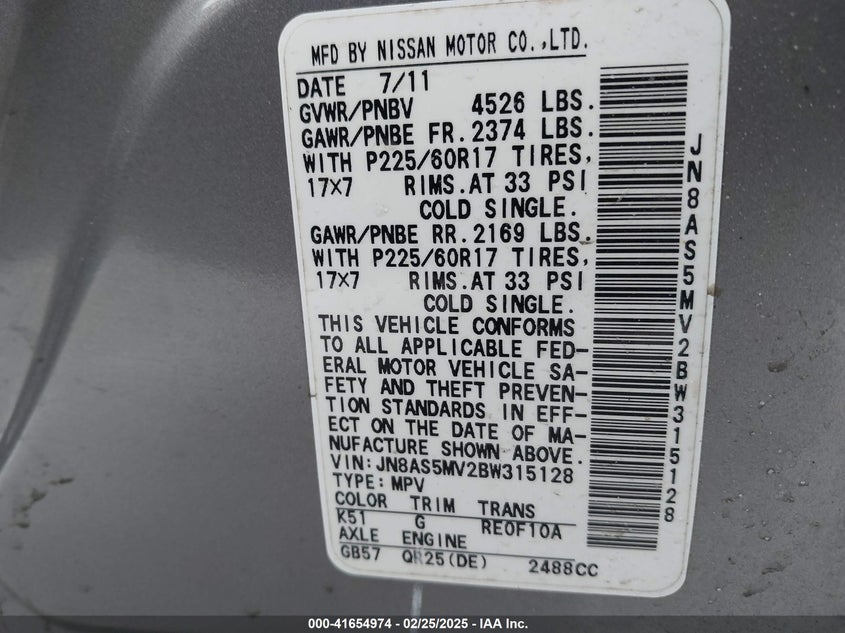 MFD BY NISSAN MOTOR CO.,LTD.
DATE 7/11
GVWR/PNBV 4526 LBS.
GAWR/PNBE FR. 2374 LBS.
WITH P225/60R17 TIRES,
17×7 RIMS.AT 33 PSI
COLD SINGLE.
GAWR/PNBE RR. 2169 LBS.
WITH P225/60R17 TIRES,
17×7 RIMS.AT 33 PSI
COLD SINGLE.
THIS VEHICLE CONFORMS
TO ALL APPLICABLE FED-
ERAL MOTOR VEHICLE SA-
FETY AND THEFT PREVEN-
TION STANDARDS IN EFF-
ECT ON THE DATE OF MA-
NUFACTURE SHOWN ABOVE.
VIN:JN8AS5MV2BW315128
TYPE:MPV
COLOR TRIM TRANS
K51 G RE0F10A
AXLE ENGINE
GB57 QR25(DE) 2488CC
JN8AS5MV2BW315128
000-41654974 - 02/25/2025 - IAA Inc.